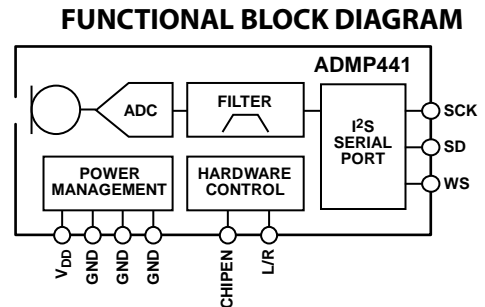 FUNCTIONAL BLOCK DIAGRAM
ADMP441
ADC
FILTER
I²S
SERIAL
PORT
SCK
SD
WS
POWER
MANAGEMENT
HARDWARE
CONTROL
VDD
GND
GND
GND
CHIPEN
L/R